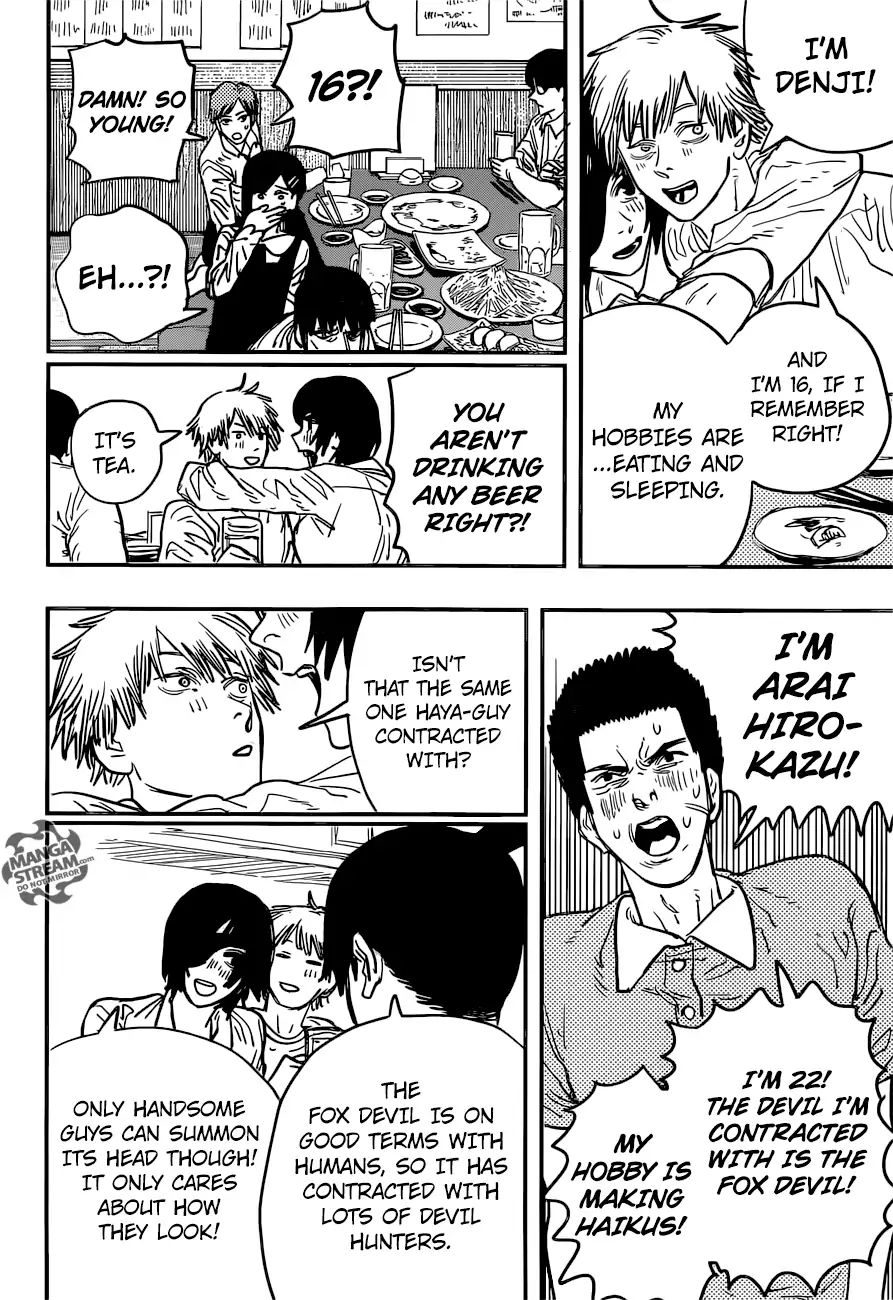 I'M
DENJI!
AND
I'M 16, IF I
REMEMBER
RIGHT!
MY
HOBBIES ARE
...EATING AND
SLEEPING.
16?!
DAMN! SO
YOUNG!
EH...?!
YOU
AREN'T
DRINKING
ANY BEER
RIGHT?!
IT'S
TEA.
I'M
ARAI
HIRO-
KAZU!
I'M 22!
THE DEVIL I'M
CONTRACTED
WITH IS THE
FOX DEVIL!
MY
HOBBY IS
MAKING
HAIKUS!
ISN'T
THAT THE SAME
ONE HAYA-GUY
CONTRACTED
WITH?
THE
FOX DEVIL IS ON
GOOD TERMS WITH
HUMANS, SO IT HAS
CONTRACTED WITH
LOTS OF DEVIL
HUNTERS.
ONLY HANDSOME
GUYS CAN SUMMON
ITS HEAD THOUGH!
IT ONLY CARES
ABOUT HOW
THEY LOOK!
MANGA
STREAM.com
DO NOT MIRROR!